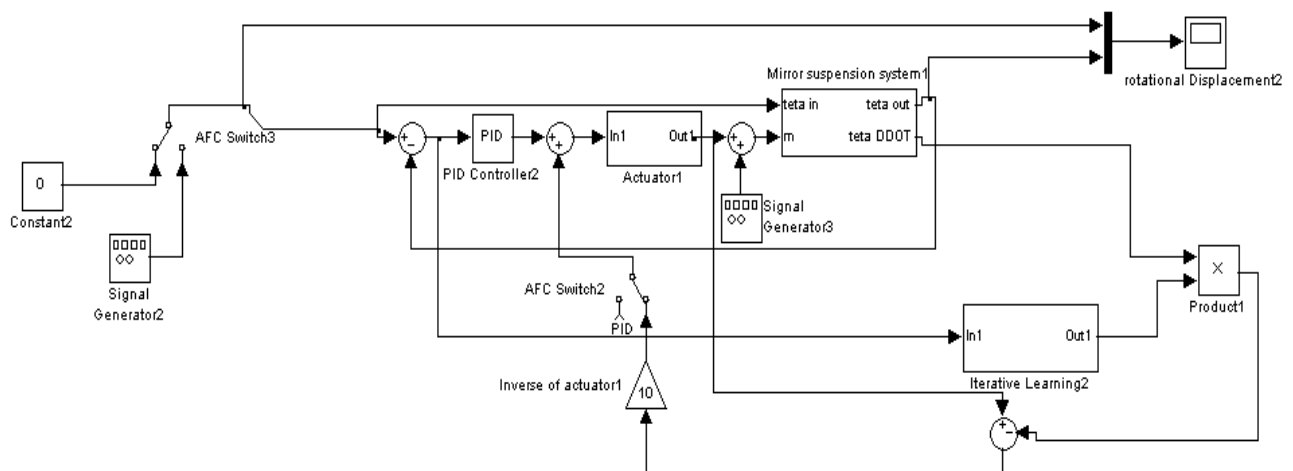 Mirror suspension system1
rotational Displacement2
teta in
teta out
m
teta DDOT
AFC Switch3
+
-
PID
PID Controller2
+
+
In1
Out1
Actuator1
+
+
0
Constant2
Signal
Generator3
Signal
Generator2
AFC Switch2
PID
X
Product1
In1
Out1
Iterative Learning2
Inverse of actuator1
10
+
-